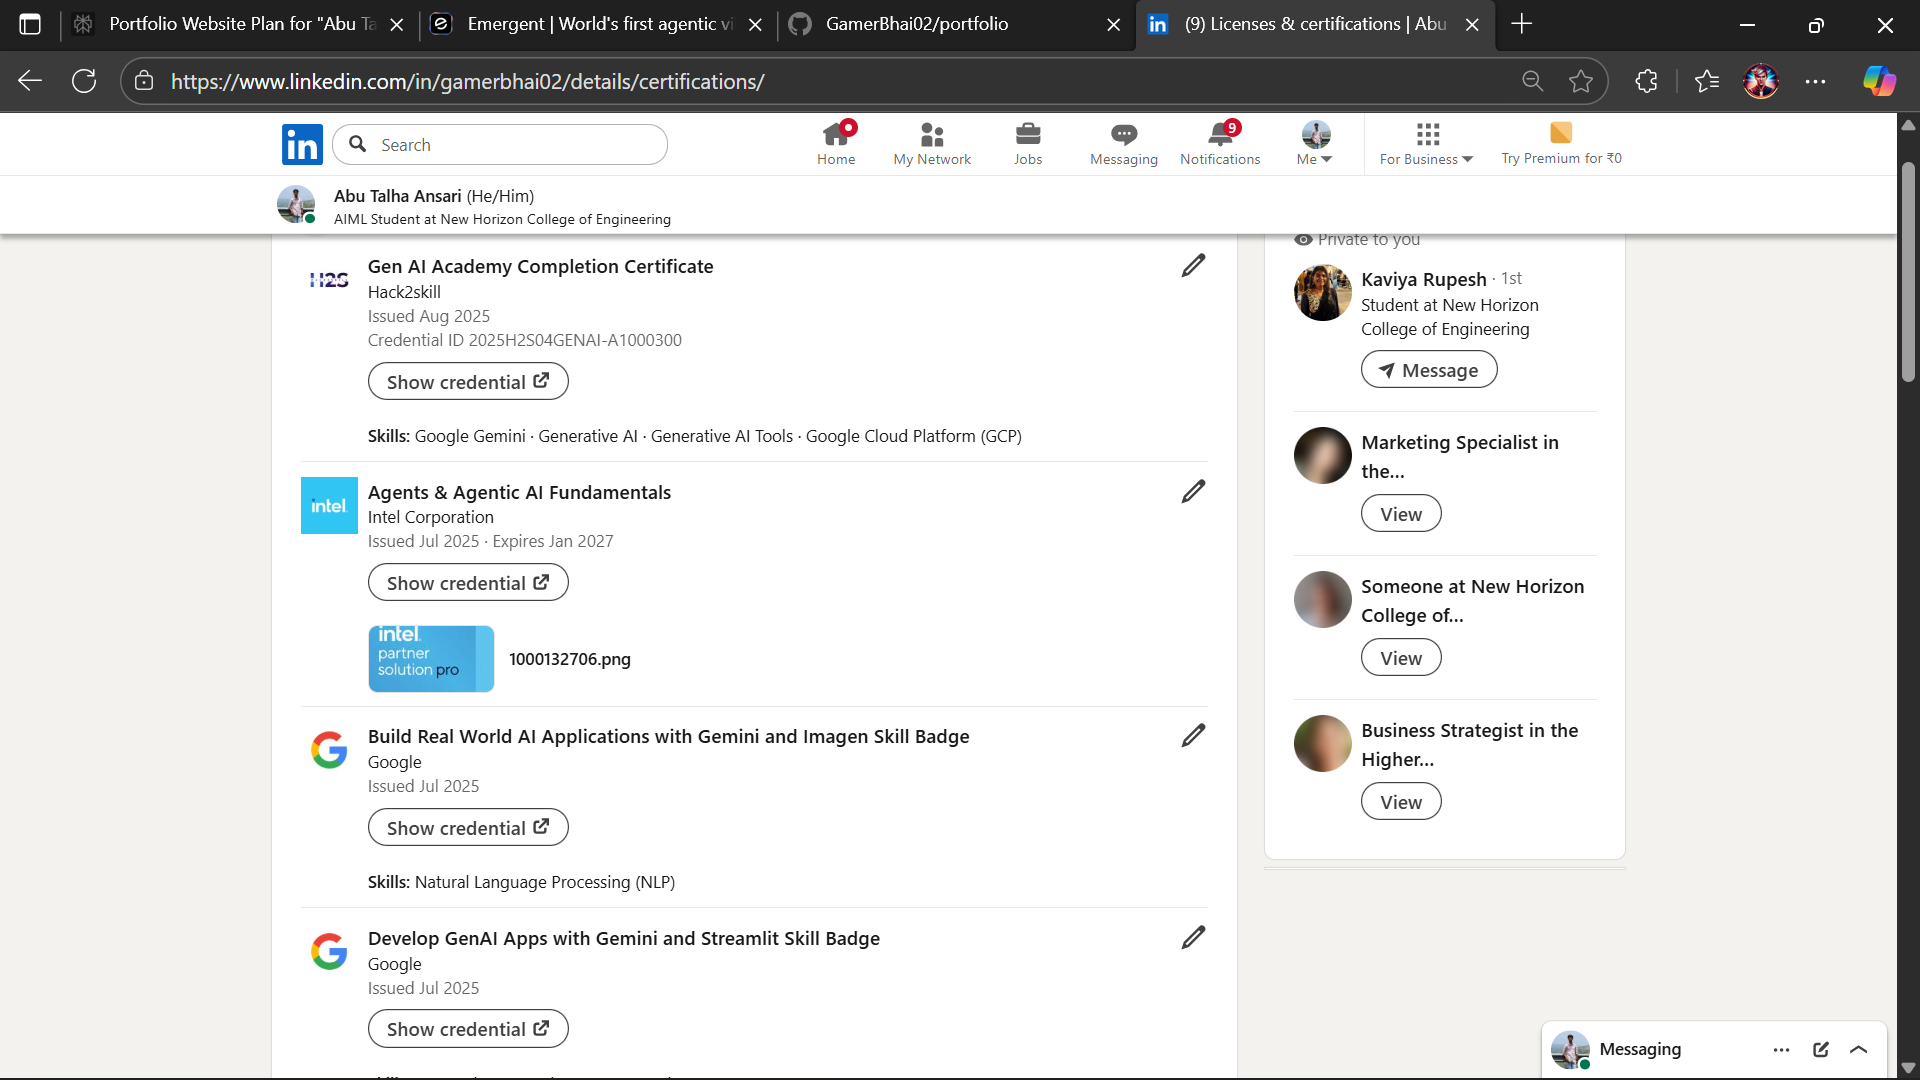 Portfolio Website Plan for "Abu Ta
Emergent | World's first agentic vi
GamerBhai02/portfolio
(9) Licenses & certifications | Abu
https://www.linkedin.com/in/gamerbhai02/details/certifications/
in
Search
Home
My Network
Jobs
Messaging
9
Notifications
Me
For Business
Try Premium for ₹0
Abu Talha Ansari (He/Him)
AIML Student at New Horizon College of Engineering
H2S
Gen AI Academy Completion Certificate
Hack2skill
Issued Aug 2025
Credential ID 2025H2S04GENAI-A1000300
Show credential
Skills: Google Gemini · Generative AI · Generative AI Tools · Google Cloud Platform (GCP)
intel
Agents & Agentic AI Fundamentals
Intel Corporation
Issued Jul 2025 · Expires Jan 2027
Show credential
intel.
partner
solution pro
1000132706.png
Build Real World AI Applications with Gemini and Imagen Skill Badge
Google
Issued Jul 2025
Show credential
Skills: Natural Language Processing (NLP)
Develop GenAI Apps with Gemini and Streamlit Skill Badge
Google
Issued Jul 2025
Show credential
Private to you
Kaviya Rupesh · 1st
Student at New Horizon
College of Engineering
Message
Marketing Specialist in
the...
View
Someone at New Horizon
College of...
View
Business Strategist in the
Higher...
View
Messaging